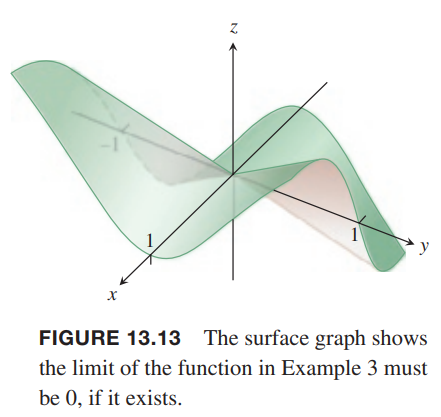 z
-1
1
1
y
x
FIGURE 13.13 The surface graph shows
the limit of the function in Example 3 must
be 0, if it exists.